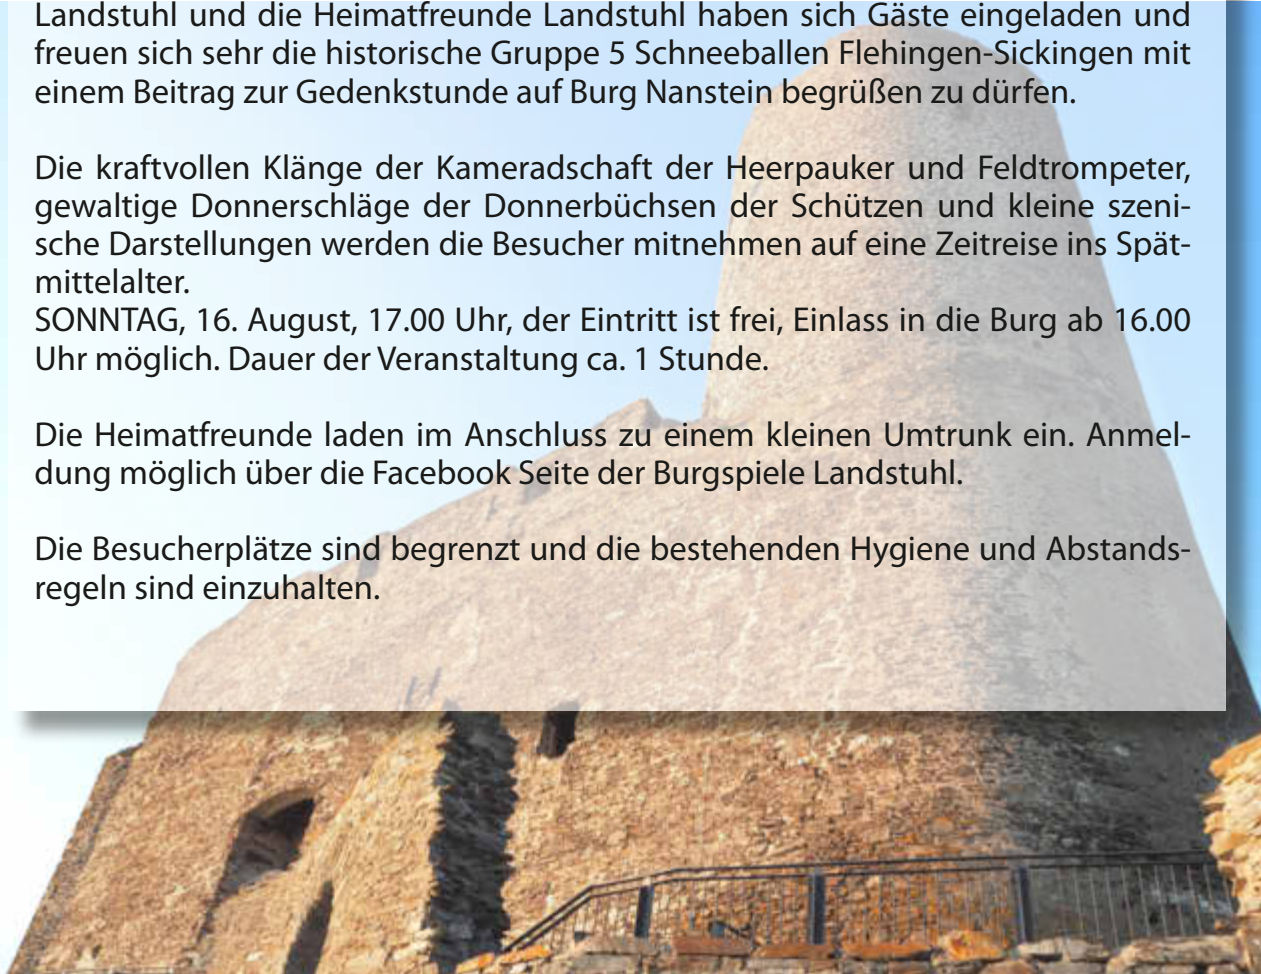 Landstuhl und die Heimatfreunde Landstuhl haben sich Gäste eingeladen und
freuen sich sehr die historische Gruppe 5 Schneeballen Flehingen-Sickingen mit
einem Beitrag zur Gedenkstunde auf Burg Nanstein begrüßen zu dürfen.
Die kraftvollen Klänge der Kameradschaft der Heerpauker und Feldtrompeter,
gewaltige Donnerschläge der Donnerbüchsen der Schützen und kleine szeni-
sche Darstellungen werden die Besucher mitnehmen auf eine Zeitreise ins Spät-
mittelalter.
SONNTAG, 16. August, 17.00 Uhr, der Eintritt ist frei, Einlass in die Burg ab 16.00
Uhr möglich. Dauer der Veranstaltung ca. 1 Stunde.
Die Heimatfreunde laden im Anschluss zu einem kleinen Umtrunk ein. Anmel-
dung möglich über die Facebook Seite der Burgspiele Landstuhl.
Die Besucherplätze sind begrenzt und die bestehenden Hygiene und Abstands-
regeln sind einzuhalten.